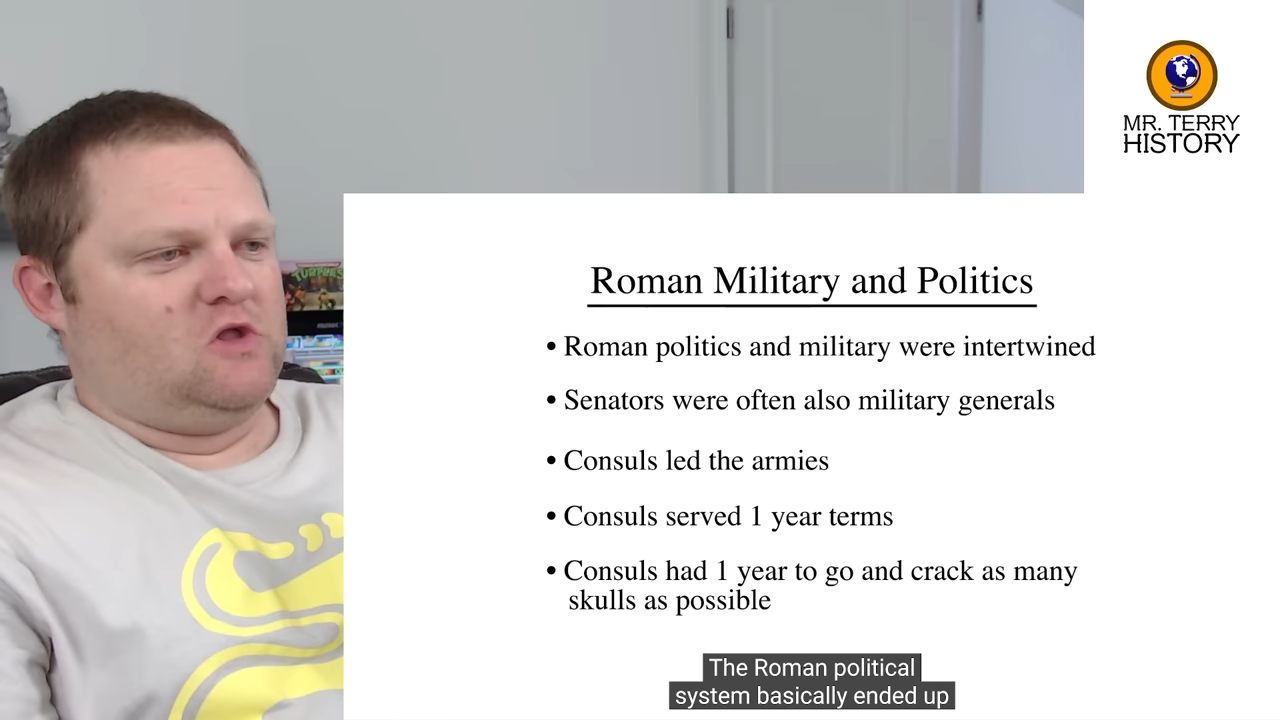 MR. TERRY
HISTORY
TURTLES
Roman Military and Politics
• Roman politics and military were intertwined
• Senators were often also military generals
• Consuls led the armies
• Consuls served 1 year terms
• Consuls had 1 year to go and crack as many
skulls as possible
The Roman political
system basically ended up